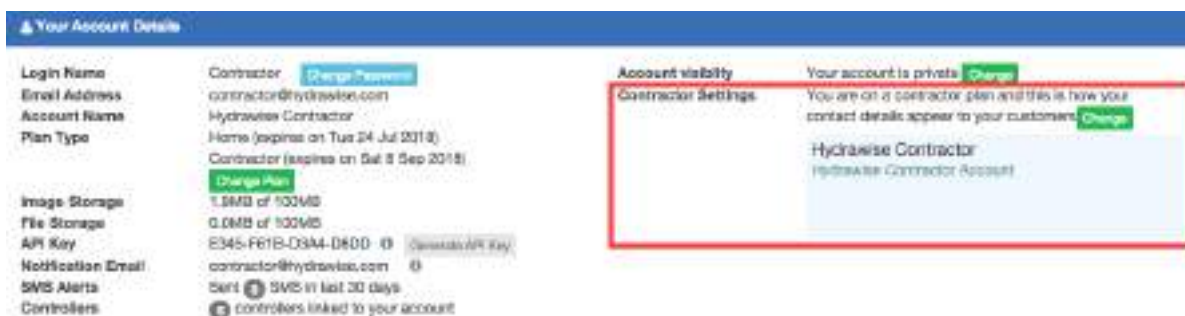 Your Account Details
Login Name Contractor Change Password
Email Address contractor@hydrawise.com
Account Name Hydrawise Contractor
Plan Type Home (expires on Tue 24 Jul 2018)
Contractor (expires on Sat 8 Sep 2018)
Change Plan
Image Storage 1.9MB of 100MB
File Storage 0.0MB of 100MB
API Key Generate API Key
Notification Email contractor@hydrawise.com
SMS Alerts Sent SMS in last 30 days
Controllers controllers linked to your account
Account visibility Your account is private Change
Contractor Settings You are on a contractor plan and this is how your
contact details appear to your customers Change
Hydrawise Contractor
Hydrawise Contractor Account